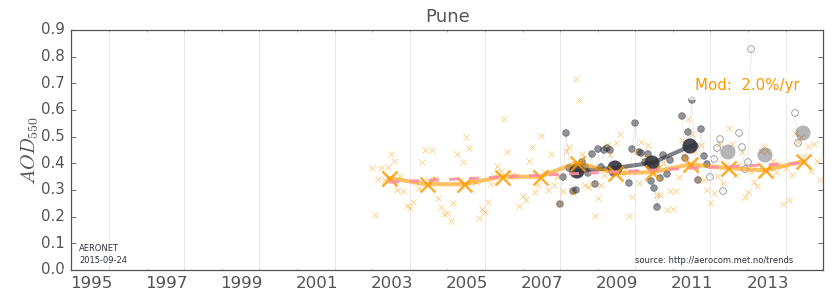 Pune
0.9
0.8
0.7
0.6
0.5
0.4
0.3
0.2
0.1
0.0
AOD550
Mod: 2.0%/yr
AERONET
2015-09-24
source: http://aerocom.met.no/trends
1995 1997 1999 2001 2003 2005 2007 2009 2011 2013